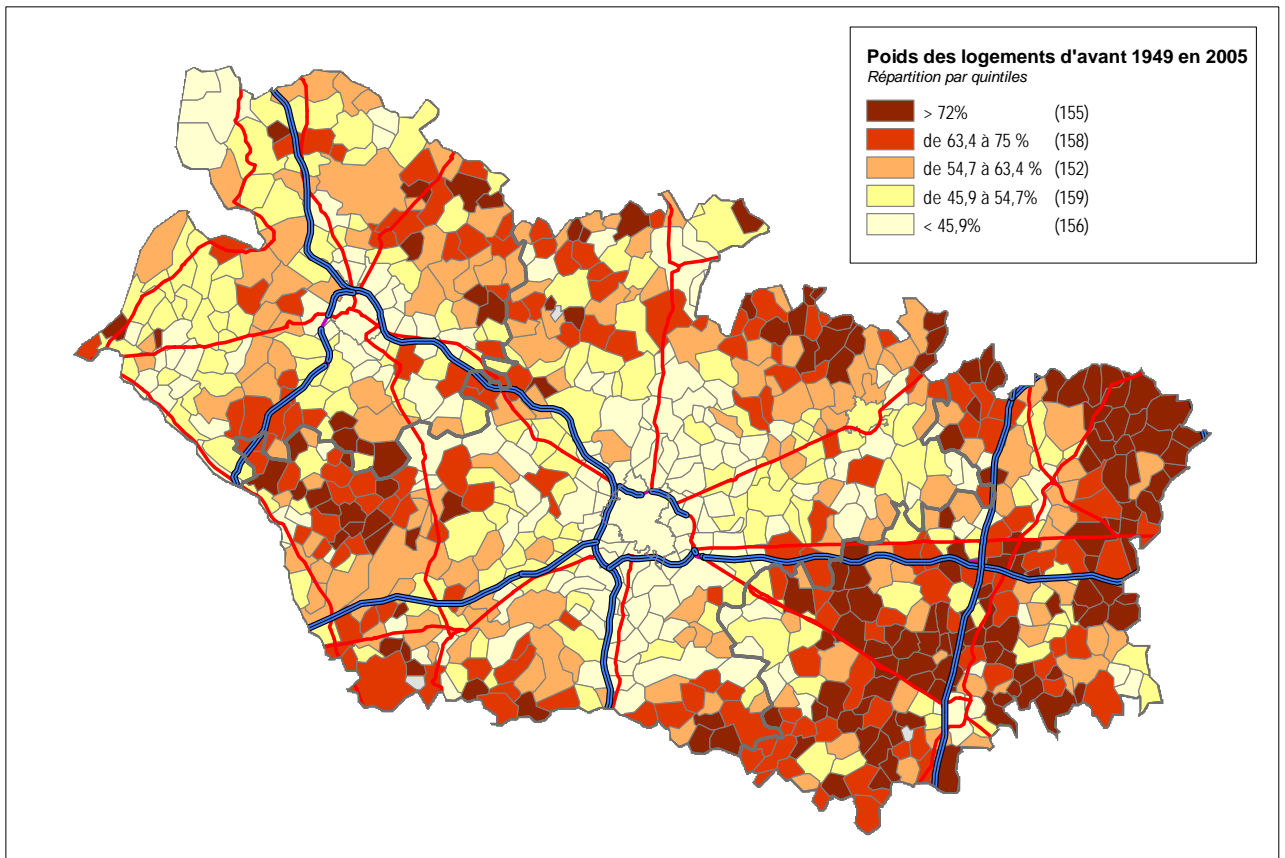 Poids des logements d'avant 1949 en 2005
Répartition par quintiles
> 72% (155)
de 63,4 à 75 % (158)
de 54,7 à 63,4 % (152)
de 45,9 à 54,7% (159)
< 45,9% (156)